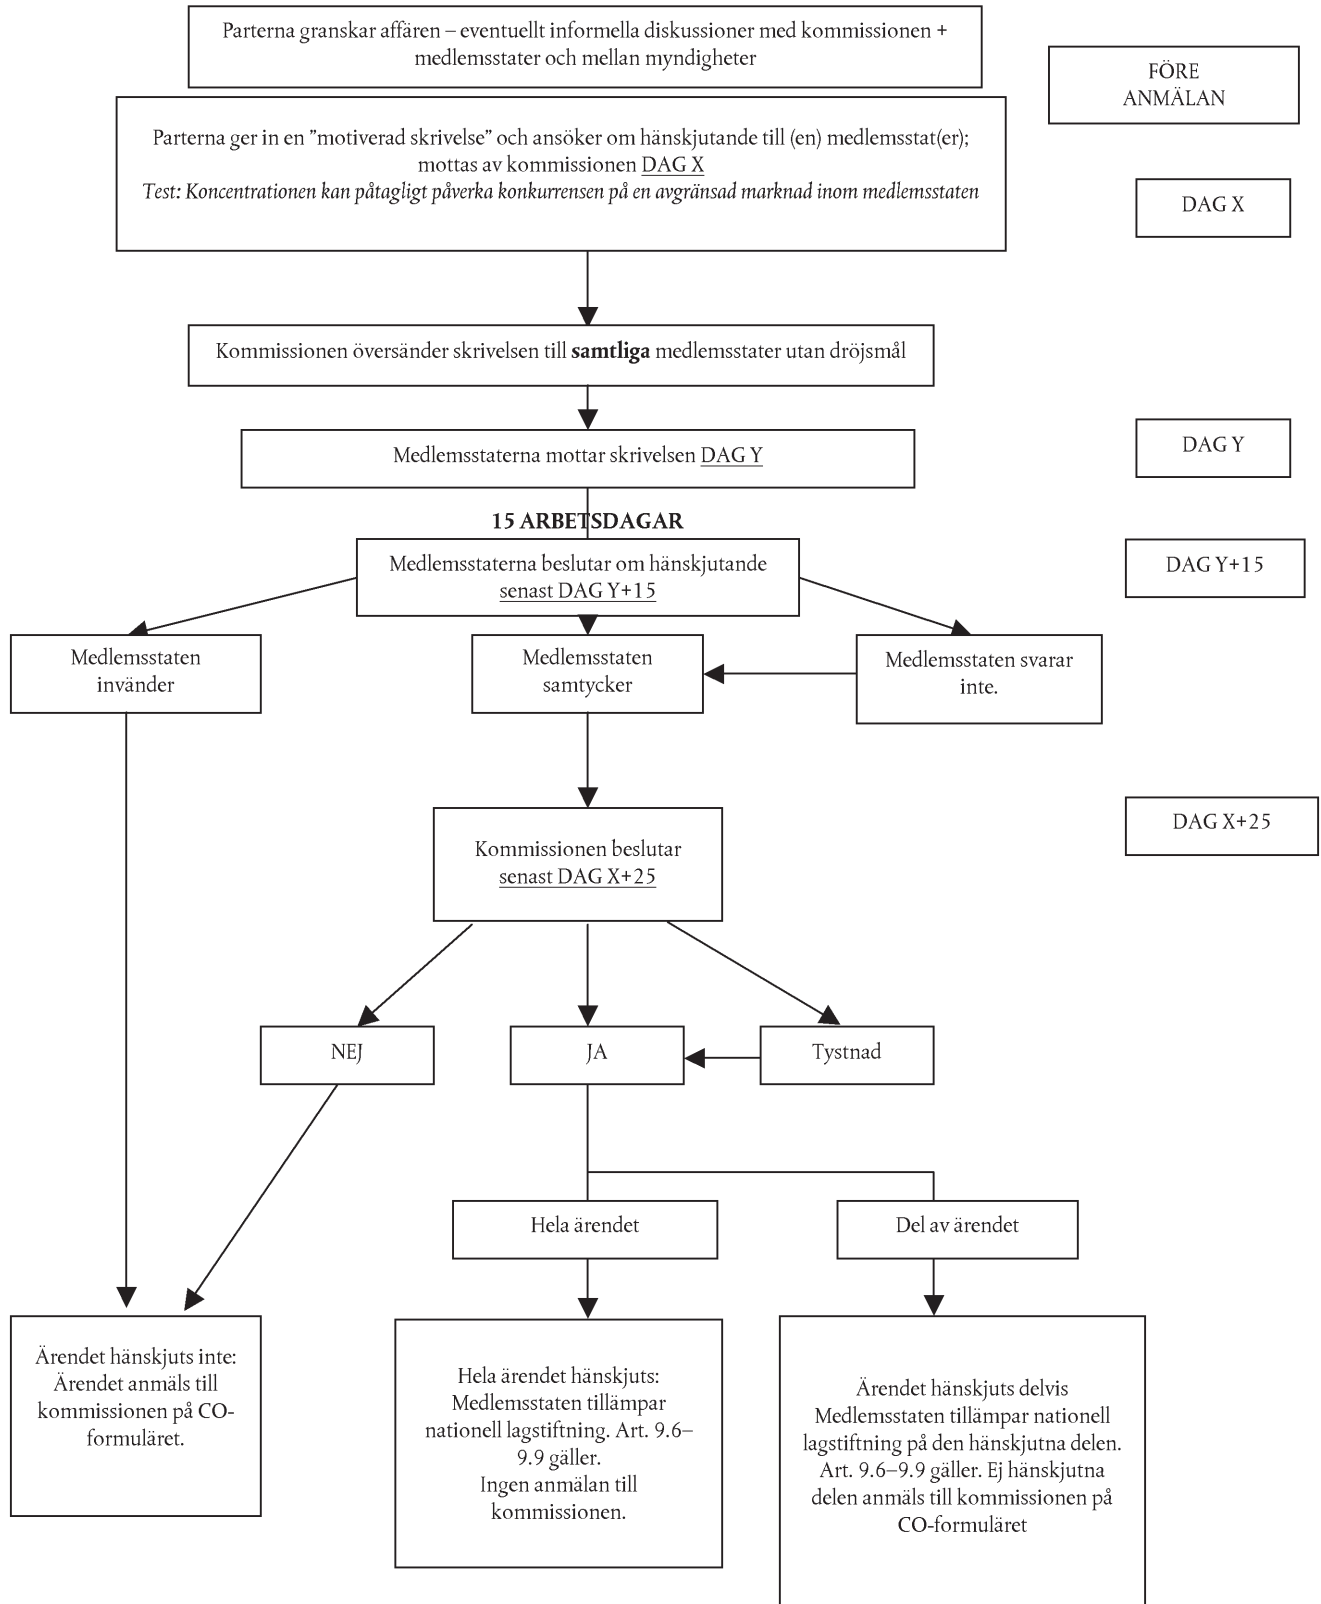 Parterna granskar affären – eventuellt informella diskussioner med kommissionen +
medlemsstater och mellan myndigheter
FÖRE
ANMÄLAN
Parterna ger in en ”motiverad skrivelse” och ansöker om hänskjutande till (en) medlemsstat(er);
mottas av kommissionen DAG X
Test: Koncentrationen kan påtagligt påverka konkurrensen på en avgränsad marknad inom medlemsstaten
DAG X
Kommissionen översänder skrivelsen till samtliga medlemsstater utan dröjsmål
Medlemsstaterna mottar skrivelsen DAG Y
DAG Y
15 ARBETSDAGAR
Medlemsstaterna beslutar om hänskjutande
senast DAG Y+15
DAG Y+15
Medlemsstaten
invänder
Medlemsstaten
samtycker
Medlemsstaten svarar
inte.
Kommissionen beslutar
senast DAG X+25
DAG X+25
NEJ
JA
Tystnad
Hela ärendet
Del av ärendet
Ärendet hänskjuts inte:
Ärendet anmäls till
kommissionen på CO-
formuläret.
Hela ärendet hänskjuts:
Medlemsstaten tillämpar
nationell lagstiftning. Art. 9.6–
9.9 gäller.
Ingen anmälan till
kommissionen.
Ärendet hänskjuts delvis
Medlemsstaten tillämpar nationell
lagstiftning på den hänskjutna delen.
Art. 9.6–9.9 gäller. Ej hänskjutna
delen anmäls till kommissionen på
CO-formuläret